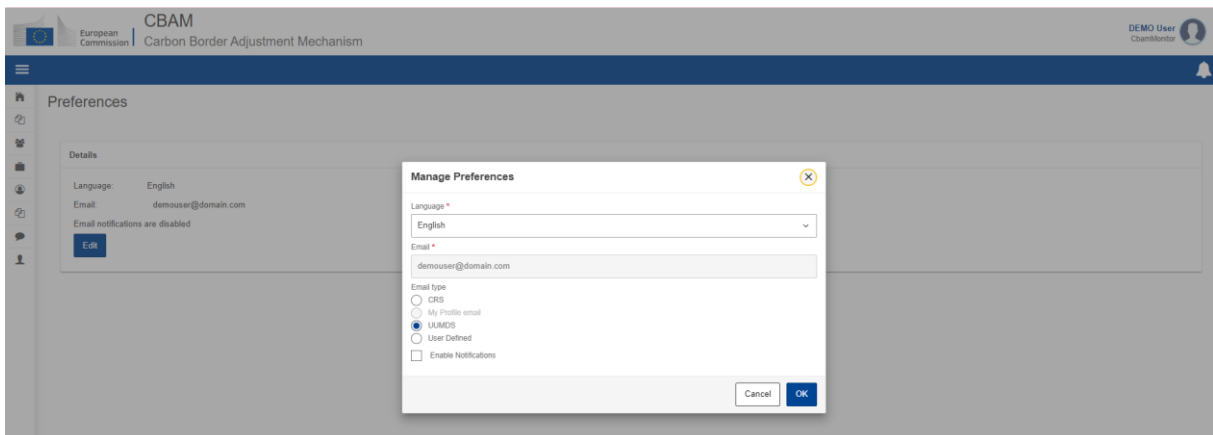 CBAM
European
Commission
Carbon Border Adjustment Mechanism
DEMO User
CbamMonitor
Preferences
Details
Language: English
Email: demouser@domain.com
Email notifications are disabled
Edit
Manage Preferences
Language *
English
Email *
demouser@domain.com
Email type
CRS
My Profile email
UUMDS
User Defined
Enable Notifications
Cancel OK